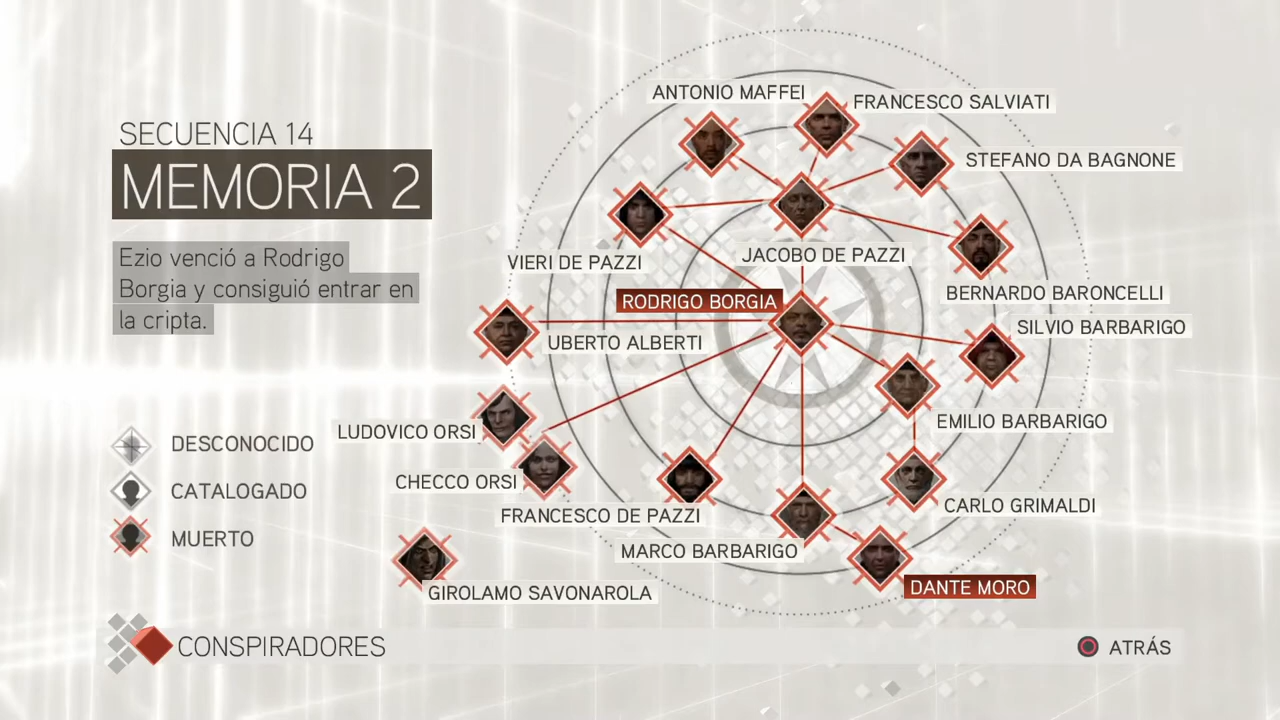 SECUENCIA 14
MEMORIA 2
Ezio venció a Rodrigo
Borgia y consiguió entrar en
la cripta.
ANTONIO MAFFEI
FRANCESCO SALVIATI
STEFANO DA BAGNONE
VIERI DE PAZZI
JACOBO DE PAZZI
BERNARDO BARONCELLI
RODRIGO BORGIA
SILVIO BARBARIGO
UBERTO ALBERTI
EMILIO BARBARIGO
LUDOVICO ORSI
CHECCO ORSI
CARLO GRIMALDI
FRANCESCO DE PAZZI
MARCO BARBARIGO
DANTE MORO
GIROLAMO SAVONAROLA
DESCONOCIDO
CATALOGADO
MUERTO
CONSPIRADORES
ATRÁS